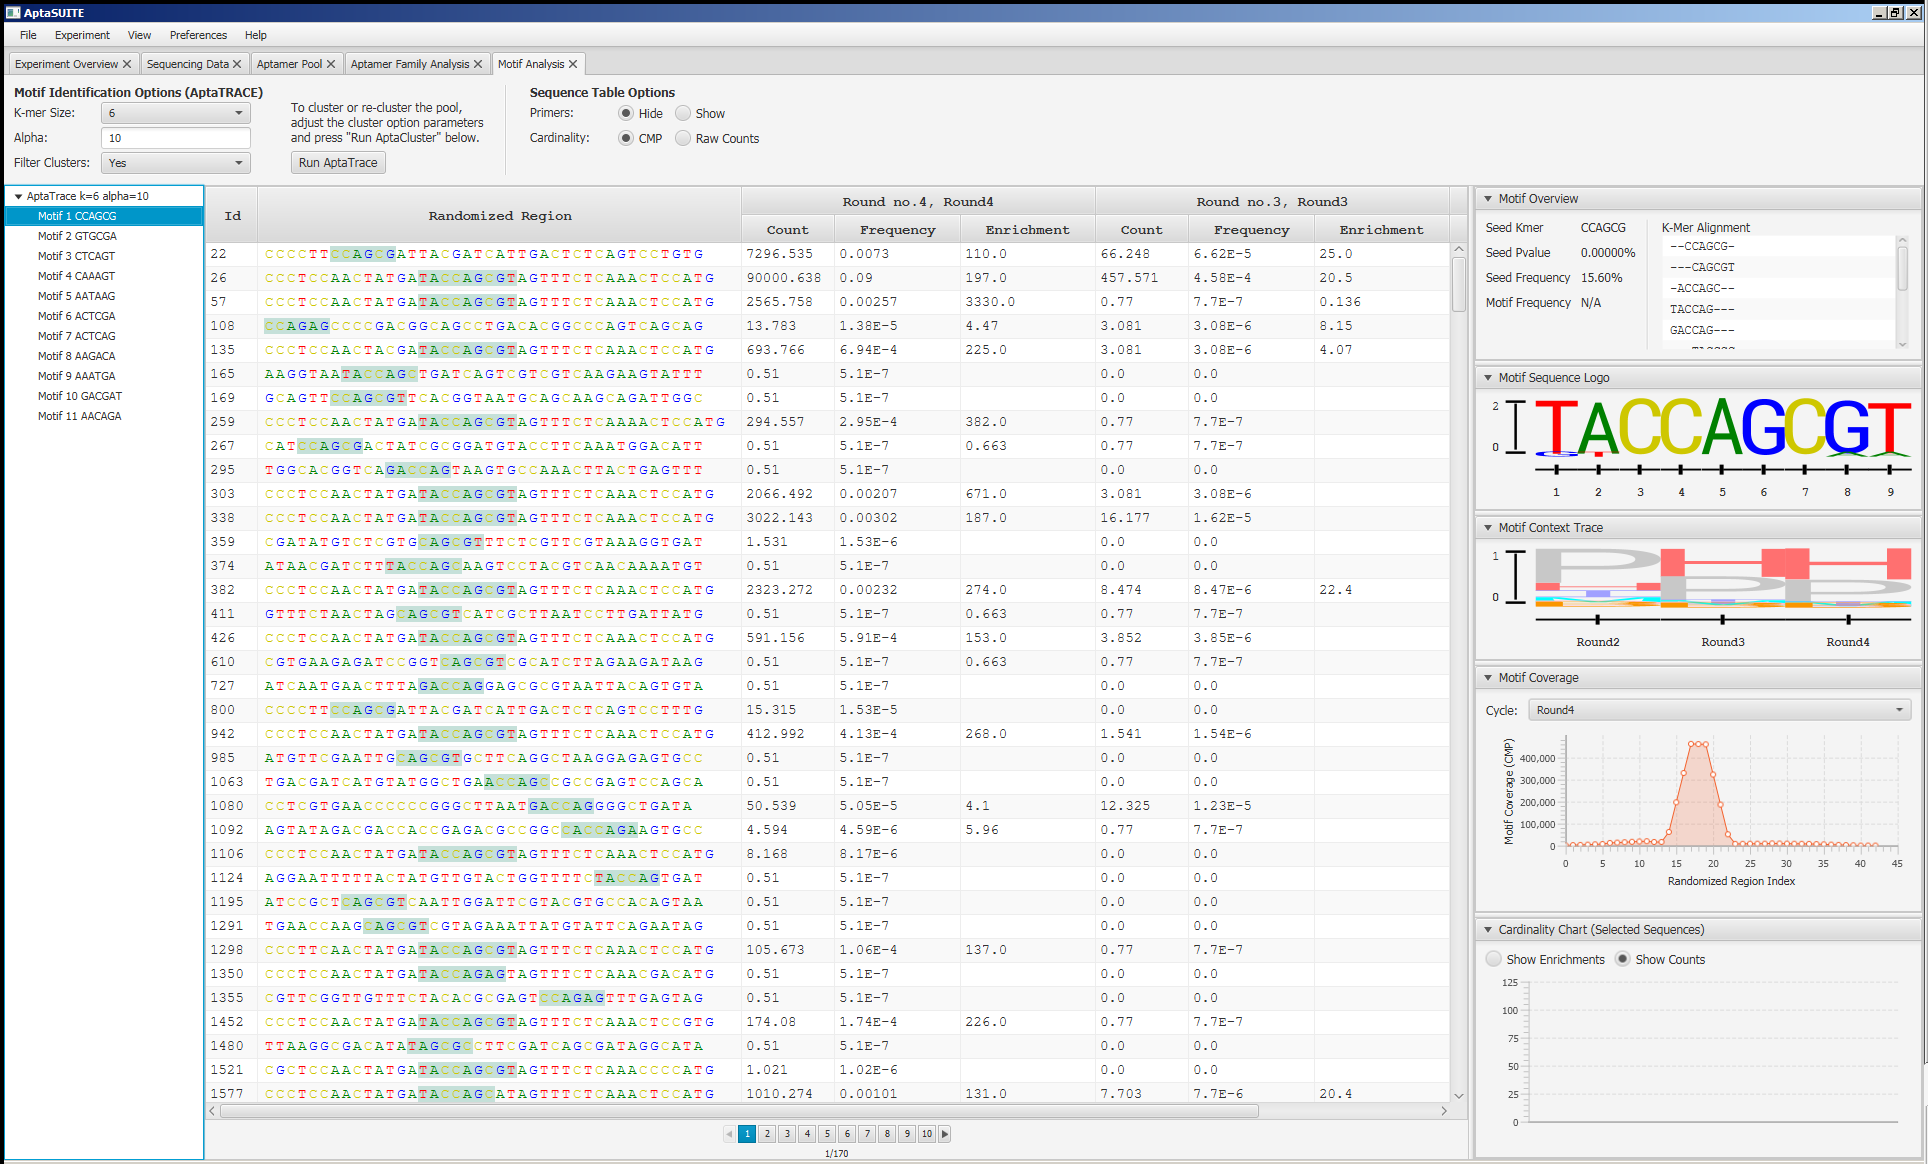 AptaSUITE
File Experiment View Preferences Help
Experiment Overview Sequencing Data Aptamer Pool Aptamer Family Analysis Motif Analysis
Motif Identification Options (AptaTRACE)
K-mer Size: 6
Alpha: 10
Filter Clusters: Yes
To cluster or re-cluster the pool,
adjust the cluster option parameters
and press "Run AptaCluster" below.
Run AptaTrace
Sequence Table Options
Primers: Hide Show
Cardinality: CMP Raw Counts
AptaTrace k=6 alpha=10
Motif 1 CCAGCG
Motif 2 GTGCGA
Motif 3 CTCAGT
Motif 4 CAAAGT
Motif 5 AATAAG
Motif 6 ACTCGA
Motif 7 ACTCAG
Motif 8 AAGACA
Motif 9 AAATGA
Motif 10 GACGAT
Motif 11 AACAGA
Id Randomized Region Round no.4, Round4 Round no.3, Round3
Count Frequency Enrichment Count Frequency Enrichment
22 CCCCTTCCAGCGATTACGATCATTGACTCTCAGTCCTGTG 7296.535 0.0073 110.0 66.248 6.62E-5 25.0
26 CCCTCCAACTATGATACCAGCGTAGTTTCTCAAACTCCATG 90000.638 0.09 197.0 457.571 4.58E-4 20.5
57 CCCTCCAACTATGATACCAGCGTAGTTTCTCAAACTCCATG 2565.758 0.00257 3330.0 0.77 7.7E-7 0.136
108 CCAGAGCCCCGACGGCAGCCTGACACGGCCCAGTCAGCAG 13.783 1.38E-5 4.47 3.081 3.08E-6 8.15
135 CCCTCCAACTACGATACCAGCGTAGTTTCTCAAACTCCATG 693.766 6.94E-4 225.0 3.081 3.08E-6 4.07
165 AAGGTAATACCAGCTGATCAGTCGTCGTCAAGAAGTATTT 0.51 5.1E-7 0.0 0.0
169 GCAGTTCCAGCGTTCACGGTAATGCAGCAAGCAGATTGGC 0.51 5.1E-7 0.0 0.0
259 CCCTCCAACTATGATACCAGCGTAGTTTCTCAAAACTCCATG 294.557 2.95E-4 382.0 0.77 7.7E-7
267 CATCCAGCGACTATCGCGGATGTACCTTCAAATGGACATT 0.51 5.1E-7 0.663 0.77 7.7E-7
295 TGGCACGGTCAGACCAGTAAGTGCCAAACTTACTGAGTTT 0.51 5.1E-7 0.0 0.0
303 CCCTCCAACTATGATACCAGCGTAGTTTCTCAAACTCCATG 2066.492 0.00207 671.0 3.081 3.08E-6
338 CCCTCCAACTATGATACCAGCGTAGTTTCTCAAACTCCATG 3022.143 0.00302 187.0 16.177 1.62E-5
359 CGATATGTCTCGTGCAGCGTTTCTCGTTCGTAAAGGTGAT 1.531 1.53E-6 0.0 0.0
374 ATAACGATCTTTACCAGCAAGTCCTACGTCAACAAAATGT 0.51 5.1E-7 0.0 0.0
382 CCCTCCAACTATGATACCAGCGTAGTTTCTCAAACTCCATG 2323.272 0.00232 274.0 8.474 8.47E-6 22.4
411 GTTTCTAACTAGCAGCGTCATCGCTTAATCCTTGATTATG 0.51 5.1E-7 0.663 0.77 7.7E-7
426 CCCTCCAACTATGATACCAGCGTAGTTTCTCAAACTCCATG 591.156 5.91E-4 153.0 3.852 3.85E-6
610 CGTGAAGAGATCCGGTCAGCGTCGCATCTTAGAAGATAAG 0.51 5.1E-7 0.663 0.77 7.7E-7
727 ATCAATGAACTTTAGACCAGGAGCGCGTAATTACAGTGTA 0.51 5.1E-7 0.0 0.0
800 CCCCTTCCAGCGATTACGATCATTGACTCTCAGTCCTTTG 15.315 1.53E-5 0.0 0.0
942 CCCTCCAACTATGATACCAGCGTAGTTTCTCAAACTCCATG 412.992 4.13E-4 268.0 1.541 1.54E-6
985 ATGTTCGAATTGCAGCGTGCTTCAGGCTAAGGAGAGTGCC 0.51 5.1E-7 0.0 0.0
1063 TGACGATCATGTATGGCTGAACCAGCCGCCGAGTCCAGCA 0.51 5.1E-7 0.0 0.0
1080 CCTCGTGAACCCCCCGGGCTTAATGACCAGGGGCTGATA 50.539 5.05E-5 4.1 12.325 1.23E-5
1092 AGTATAGACGACCACCGAGACGCCGGCCACCAGAAGTGCC 4.594 4.59E-6 5.96 0.77 7.7E-7
1106 CCCTCCAACTATGATACCAGCGTAGTTTCTCAAACTCCATG 8.168 8.17E-6 0.0 0.0
1124 AGGAATTTTTACTATGTTGTACTGGTTTTCTACCAGTGAT 0.51 5.1E-7 0.0 0.0
1195 ATCCGCTCAGCGTCAATTGGATTCGTACGTGCCACAGTAA 0.51 5.1E-7 0.0 0.0
1291 TGAACCAAGCAGCGTCGTAGAAATTATGTATTCAGAATAG 0.51 5.1E-7 0.0 0.0
1298 CCCTTCAACTATGATACCAGCGTAGTTTCTCAAACTCCATG 105.673 1.06E-4 137.0 0.77 7.7E-7
1350 CCCTCCAACTATGATACCAGAGTAGTTTCTCAAACGACATG 0.51 5.1E-7 0.0 0.0
1355 CGTTCGGTTGTTTCTACACGCGAGTCCAGAGTTTGAGTAG 0.51 5.1E-7 0.0 0.0
1452 CCCTCCAACTATGATACCAGCGTAGTTTCTCAAACTCCGTG 174.08 1.74E-4 226.0 0.77 7.7E-7
1480 TTAAGGCGACATATAGCGCCTTCGATCAGCGATAGGCATA 0.51 5.1E-7 0.0 0.0
1521 CGCTCCAACTATGATACCAGCGTAGTTTCTCAAACCCCATG 1.021 1.02E-6 0.0 0.0
1577 CCCTCCAACTATGATACCAGCATAGTTTCTCAAACTCCATG 1010.274 0.00101 131.0 7.703 7.7E-6 20.4
1 2 3 4 5 6 7 8 9 10
1/170
Motif Overview
Seed Kmer CCAGCG
Seed Pvalue 0.00000%
Seed Frequency 15.60%
Motif Frequency N/A
K-Mer Alignment
--CCAGCG-
---CAGCGT
-ACCAGC--
TACCAG---
GACCAG---
Motif Sequence Logo
2 0
TACCAGCGT
1 2 3 4 5 6 7 8 9
Motif Context Trace
1 0
Round2 Round3 Round4
Motif Coverage
Cycle: Round4
Motif Coverage (CMP)
400,000
300,000
200,000
100,000
0
0 5 10 15 20 25 30 35 40 45
Randomized Region Index
Cardinality Chart (Selected Sequences)
Show Enrichments Show Counts
125
100
75
50
25
0